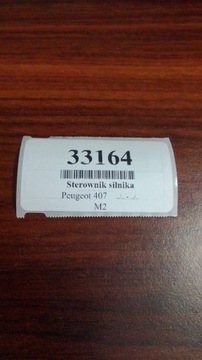 33164
Sterownik silnika
Peugeot 407
M2